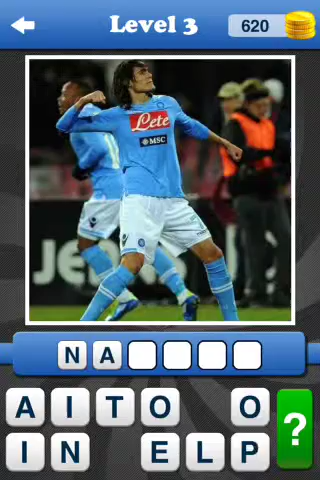 Level 3
620
Lete
MSC
N A
A I T O O
?
I N E L P